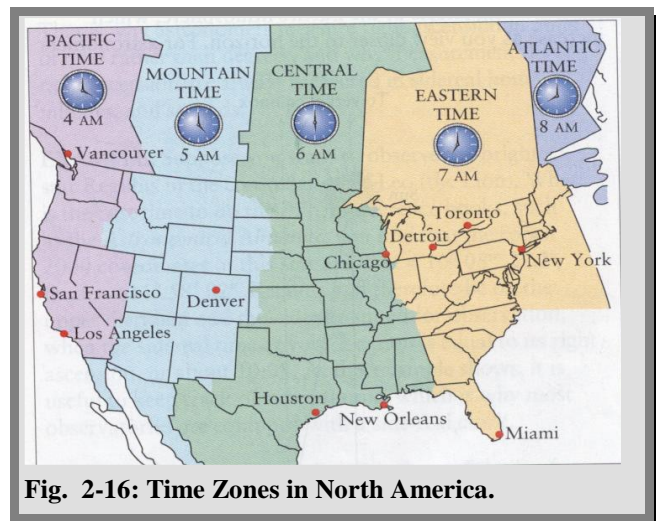 PACIFIC
TIME
4 AM
MOUNTAIN
TIME
5 AM
CENTRAL
TIME
6 AM
EASTERN
TIME
7 AM
ATLANTIC
TIME
8 AM
Vancouver
San Francisco
Los Angeles
Denver
Chicago
Detroit
Toronto
New York
Houston
New Orleans
Miami
Fig. 2-16: Time Zones in North America.